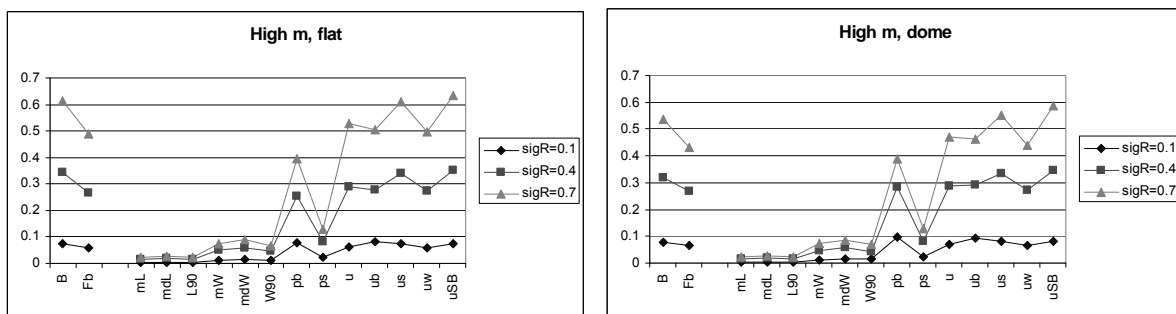 High m, flat
0.7
0.6
0.5
0.4
0.3
0.2
0.1
0
B
Fb
mL
mdL
L90
mW
mdW
W90
pb
ps
u
ub
us
uw
uSB
sigR=0.1
sigR=0.4
sigR=0.7
High m, dome
0.7
0.6
0.5
0.4
0.3
0.2
0.1
0
B
Fb
mL
mdL
L90
mW
mdW
W90
pb
ps
u
ub
us
uw
uSB
sigR=0.1
sigR=0.4
sigR=0.7